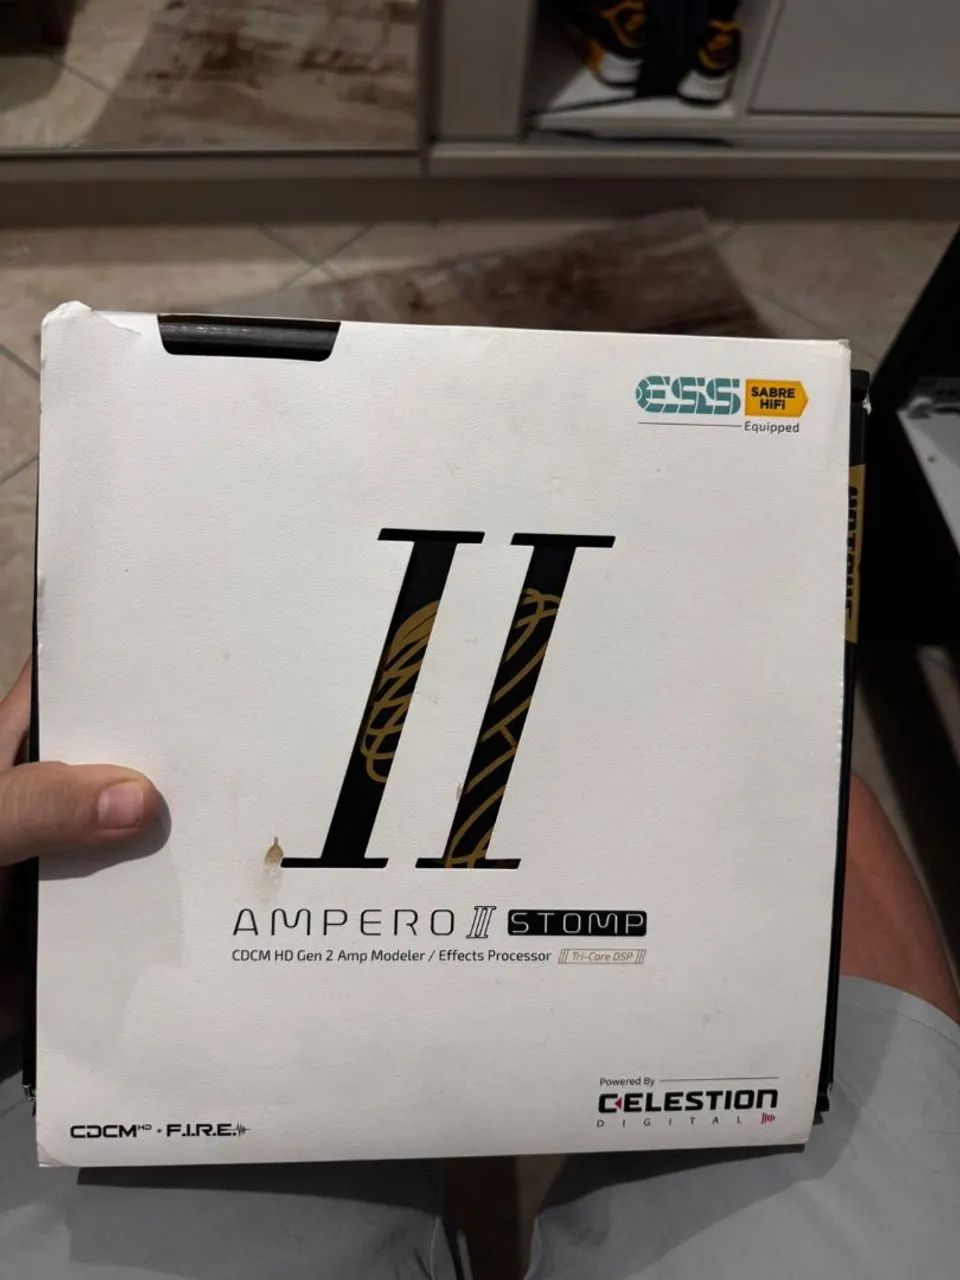 ESS SABRE
HiFi
Equipped
HOTONE
AMPERO II STOMP
CDCM HD Gen 2 Amp Modeler / Effects Processor Tri-Core DSP
Powered By
CELESTION
DIGITAL
CDCM HD + F.I.R.E.